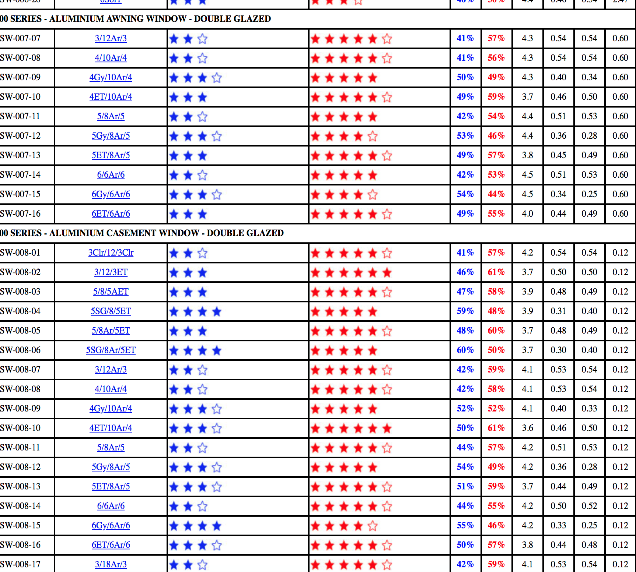 00 SERIES - ALUMINIUM AWNING WINDOW - DOUBLE GLAZED
SW-007-07 3/12Ar/3 41% 57% 4.3 0.54 0.54 0.60
SW-007-08 4/10Ar/4 41% 56% 4.3 0.54 0.54 0.60
SW-007-09 4Gy/10Ar/4 50% 49% 4.3 0.40 0.34 0.60
SW-007-10 4ET/10Ar/4 49% 59% 3.7 0.46 0.50 0.60
SW-007-11 5/8Ar/5 42% 54% 4.4 0.51 0.53 0.60
SW-007-12 5Gy/8Ar/5 53% 46% 4.4 0.36 0.28 0.60
SW-007-13 5ET/8Ar/5 49% 57% 3.8 0.45 0.49 0.60
SW-007-14 6/6Ar/6 42% 53% 4.5 0.51 0.53 0.60
SW-007-15 6Gy/6Ar/6 54% 44% 4.5 0.34 0.25 0.60
SW-007-16 6ET/6Ar/6 49% 55% 4.0 0.44 0.49 0.60
00 SERIES - ALUMINIUM CASEMENT WINDOW - DOUBLE GLAZED
SW-008-01 3Clr/12/3Clr 41% 57% 4.2 0.54 0.54 0.12
SW-008-02 3/12/3ET 46% 61% 3.7 0.50 0.50 0.12
SW-008-03 5/8/5AET 47% 58% 3.9 0.48 0.49 0.12
SW-008-04 5SG/8/5ET 59% 48% 3.9 0.31 0.40 0.12
SW-008-05 5/8Ar/5ET 48% 60% 3.7 0.48 0.49 0.12
SW-008-06 5SG/8Ar/5ET 60% 50% 3.7 0.30 0.40 0.12
SW-008-07 3/12Ar/3 42% 59% 4.1 0.53 0.54 0.12
SW-008-08 4/10Ar/4 42% 58% 4.1 0.53 0.54 0.12
SW-008-09 4Gy/10Ar/4 52% 52% 4.1 0.40 0.33 0.12
SW-008-10 4ET/10Ar/4 50% 61% 3.6 0.46 0.50 0.12
SW-008-11 5/8Ar/5 44% 57% 4.2 0.51 0.53 0.12
SW-008-12 5Gy/8Ar/5 54% 49% 4.2 0.36 0.28 0.12
SW-008-13 5ET/8Ar/5 51% 59% 3.7 0.44 0.49 0.12
SW-008-14 6/6Ar/6 44% 55% 4.2 0.50 0.52 0.12
SW-008-15 6Gy/6Ar/6 55% 46% 4.2 0.33 0.25 0.12
SW-008-16 6ET/6Ar/6 50% 57% 3.8 0.44 0.48 0.12
SW-008-17 3/18Ar/3 42% 59% 4.1 0.53 0.54 0.12